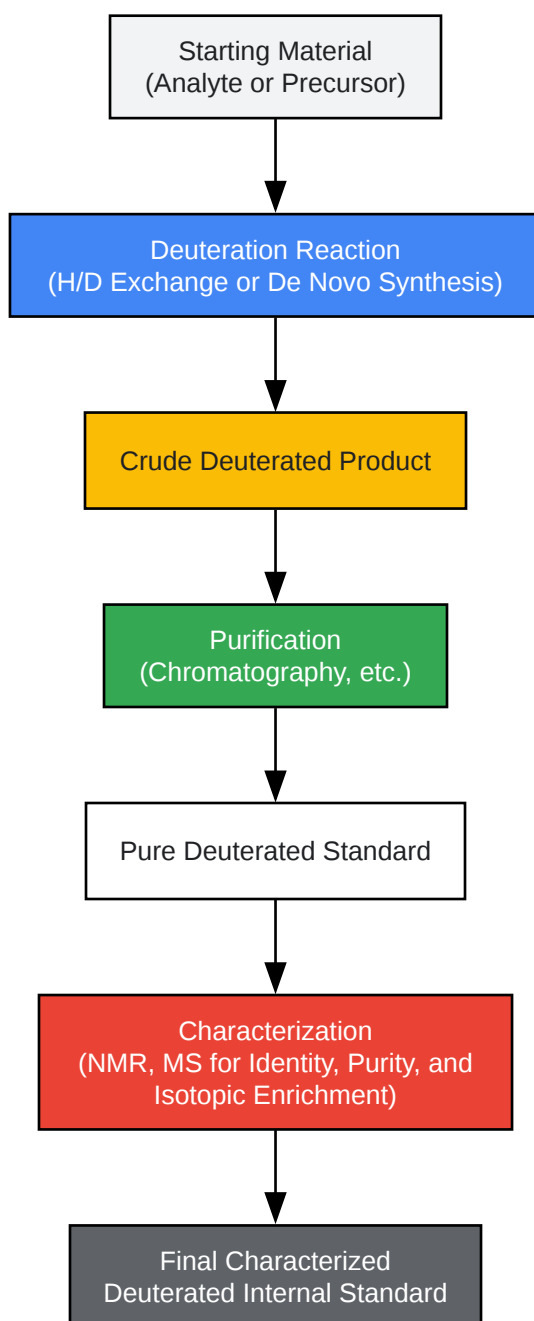 Starting Material
(Analyte or Precursor)
Deuteration Reaction
(H/D Exchange or De Novo Synthesis)
Crude Deuterated Product
Purification
(Chromatography, etc.)
Pure Deuterated Standard
Characterization
(NMR, MS for Identity, Purity, and
Isotopic Enrichment)
Final Characterized
Deuterated Internal Standard